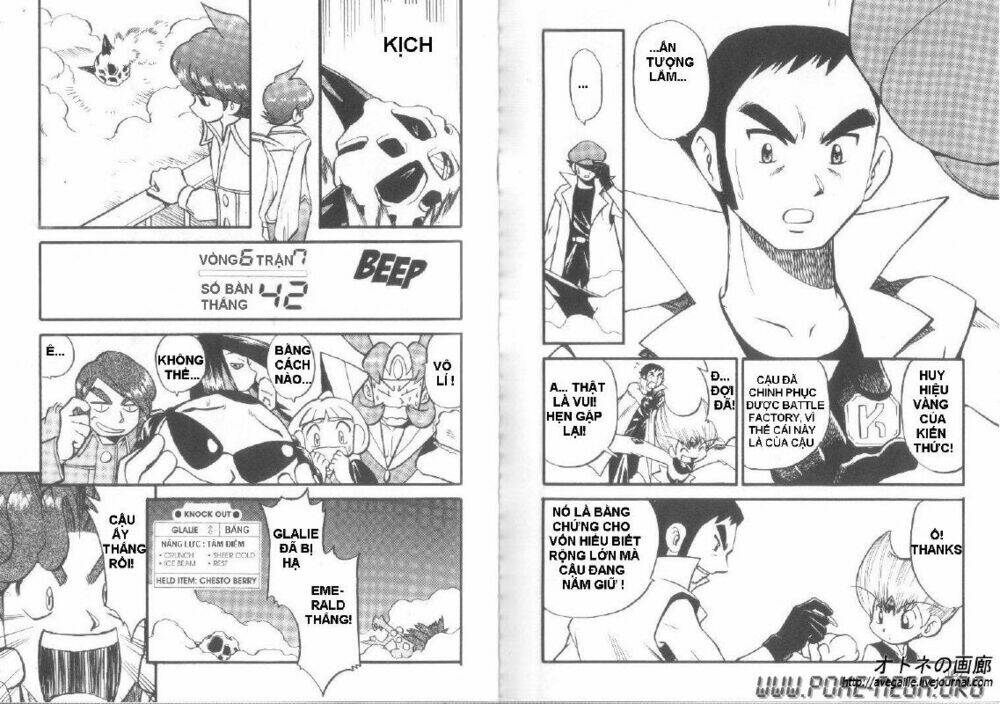 ...ẤN
TƯỢNG
LẮM...
...
HUY
HIỆU
VÀNG
CỦA
KIẾN
THỨC!
K
CẬU ĐÃ
CHINH PHỤC
ĐƯỢC BATTLE
FACTORY, VÌ
THẾ CÁI NÀY
LÀ CỦA CẬU
Đ...
ĐỢI
ĐÃ!
A... THẬT
LÀ VUI!
HẸN GẶP
LẠI!
Ồ!
THANKS
NÓ LÀ BẰNG
CHỨNG CHO
VỐN HIỂU BIẾT
RỘNG LỚN MÀ
CẬU ĐANG
NẮM GIỮ !
KỊCH
VÒNG 6 TRẬN 7
SỐ BÀN
THẮNG 42
BEEP
VÔ
LÍ !
BẰNG
CÁCH
NÀO...
KHÔNG
THỂ...
Ê...
GLALIE
ĐÃ BỊ
HẠ
EME-
RALD
THẮNG!
KNOCK OUT
GLALIE BĂNG
NĂNG LỰC : TÂM ĐIỂM
• CRUNCH • SHEER COLD
• ICE BEAM • REST
HELD ITEM: CHESTO BERRY
CẬU
ẤY
THẮNG
RỒI!
オトネの画廊
http://avegaille.livejournal.com
WWW.POKE-MEGA.ORG